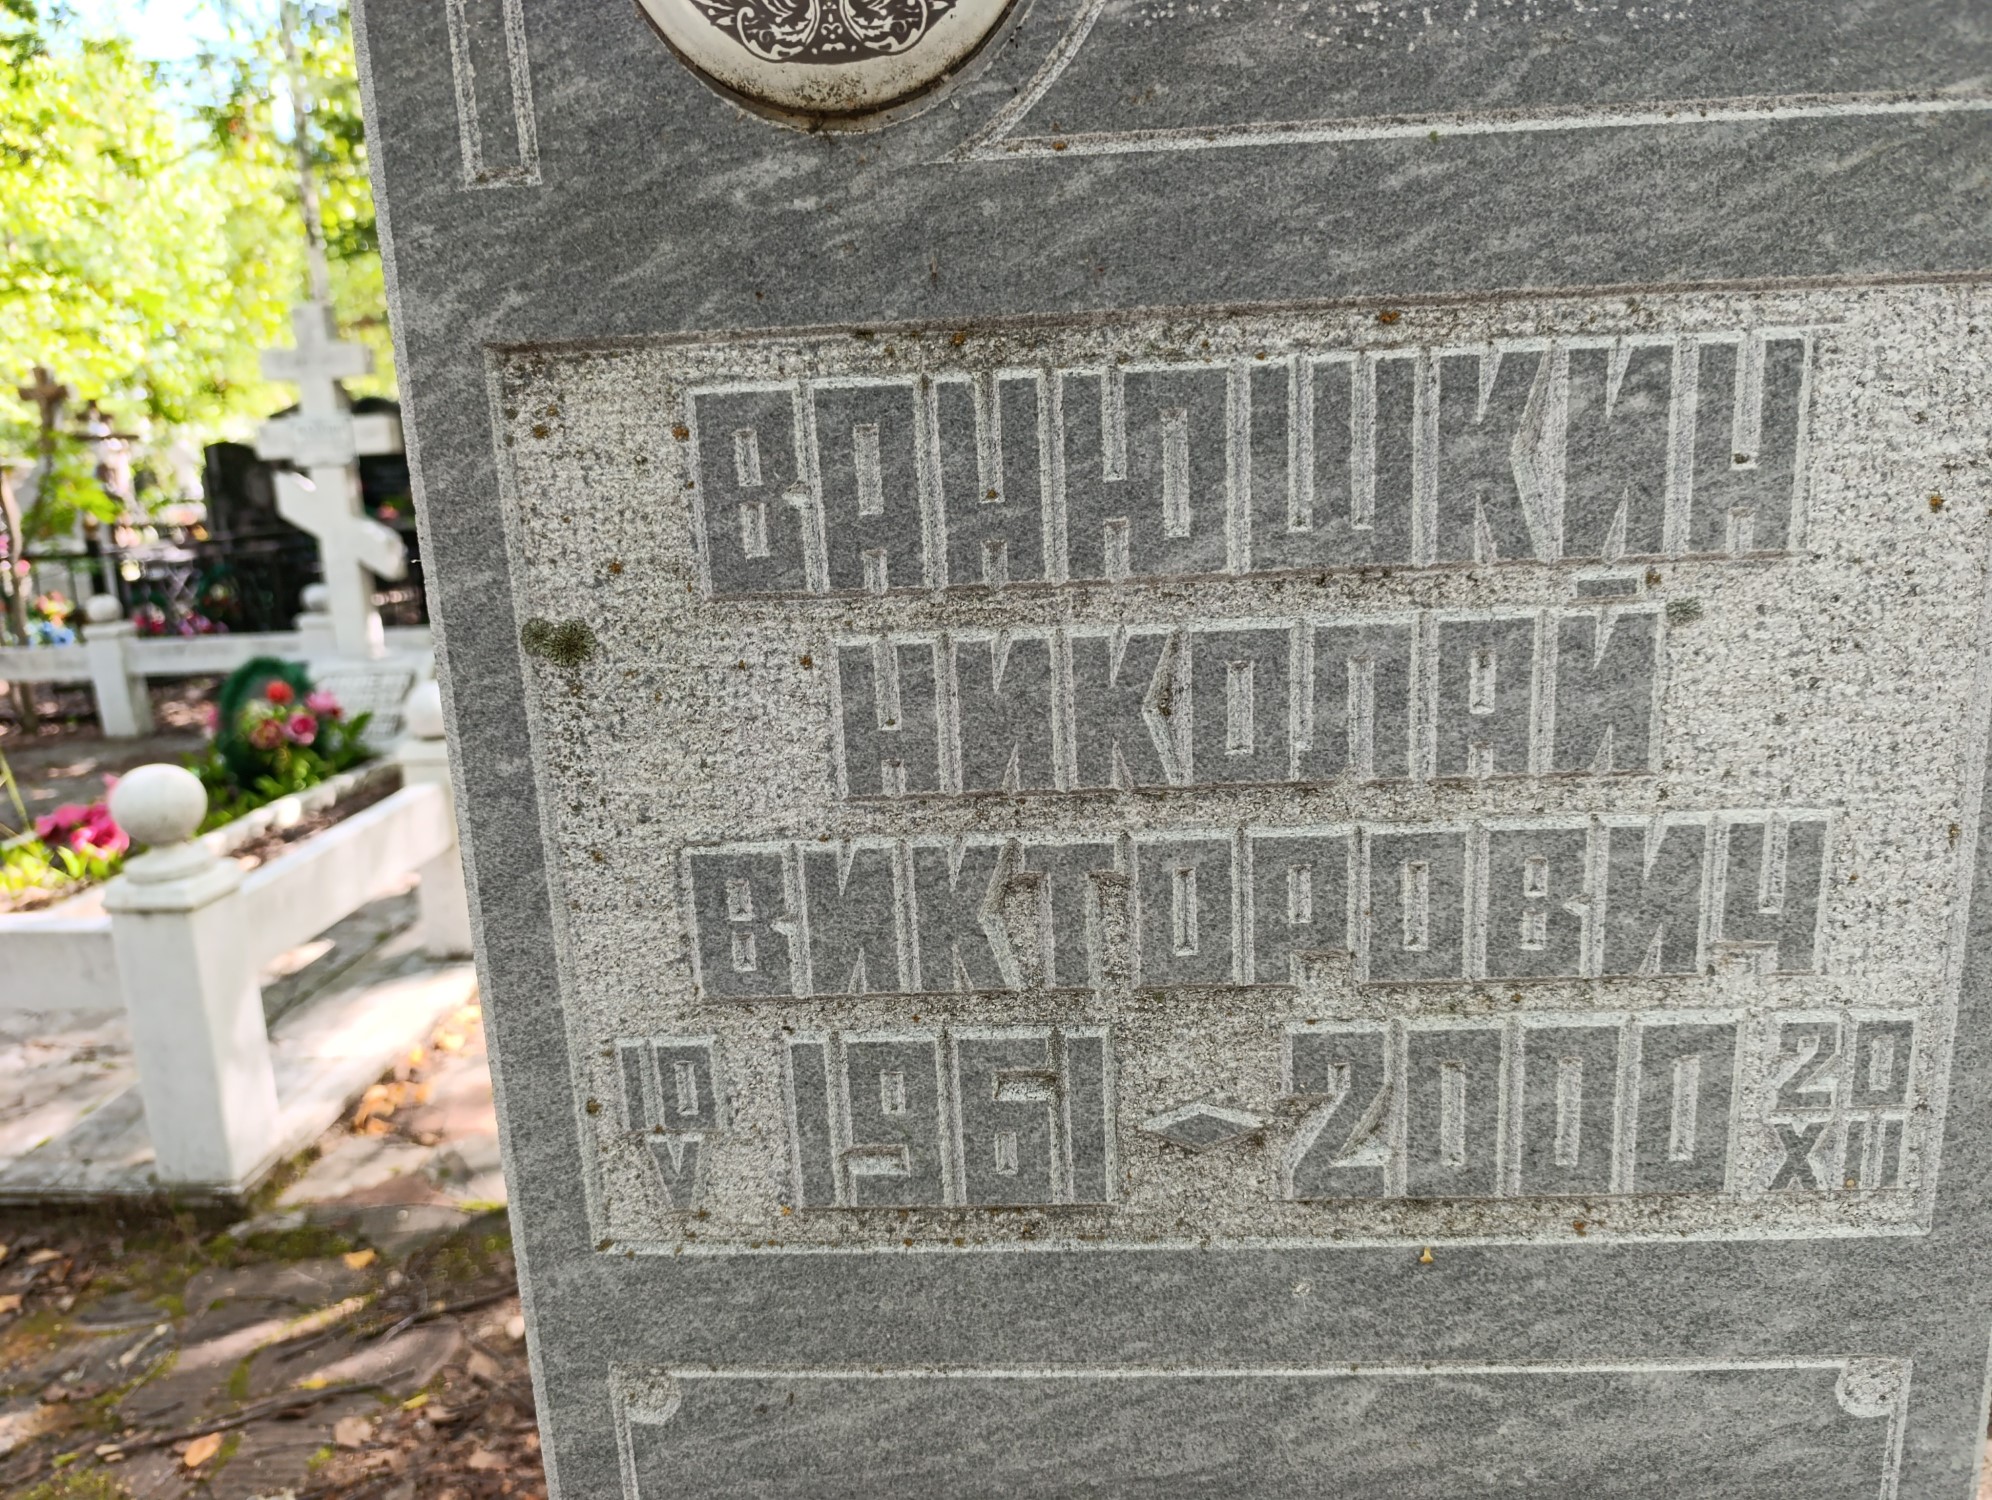 ВАНЮШКИН
НИКОЛАЙ
ВИКТОРОВИЧ
10 V 1961 2000 20 XII